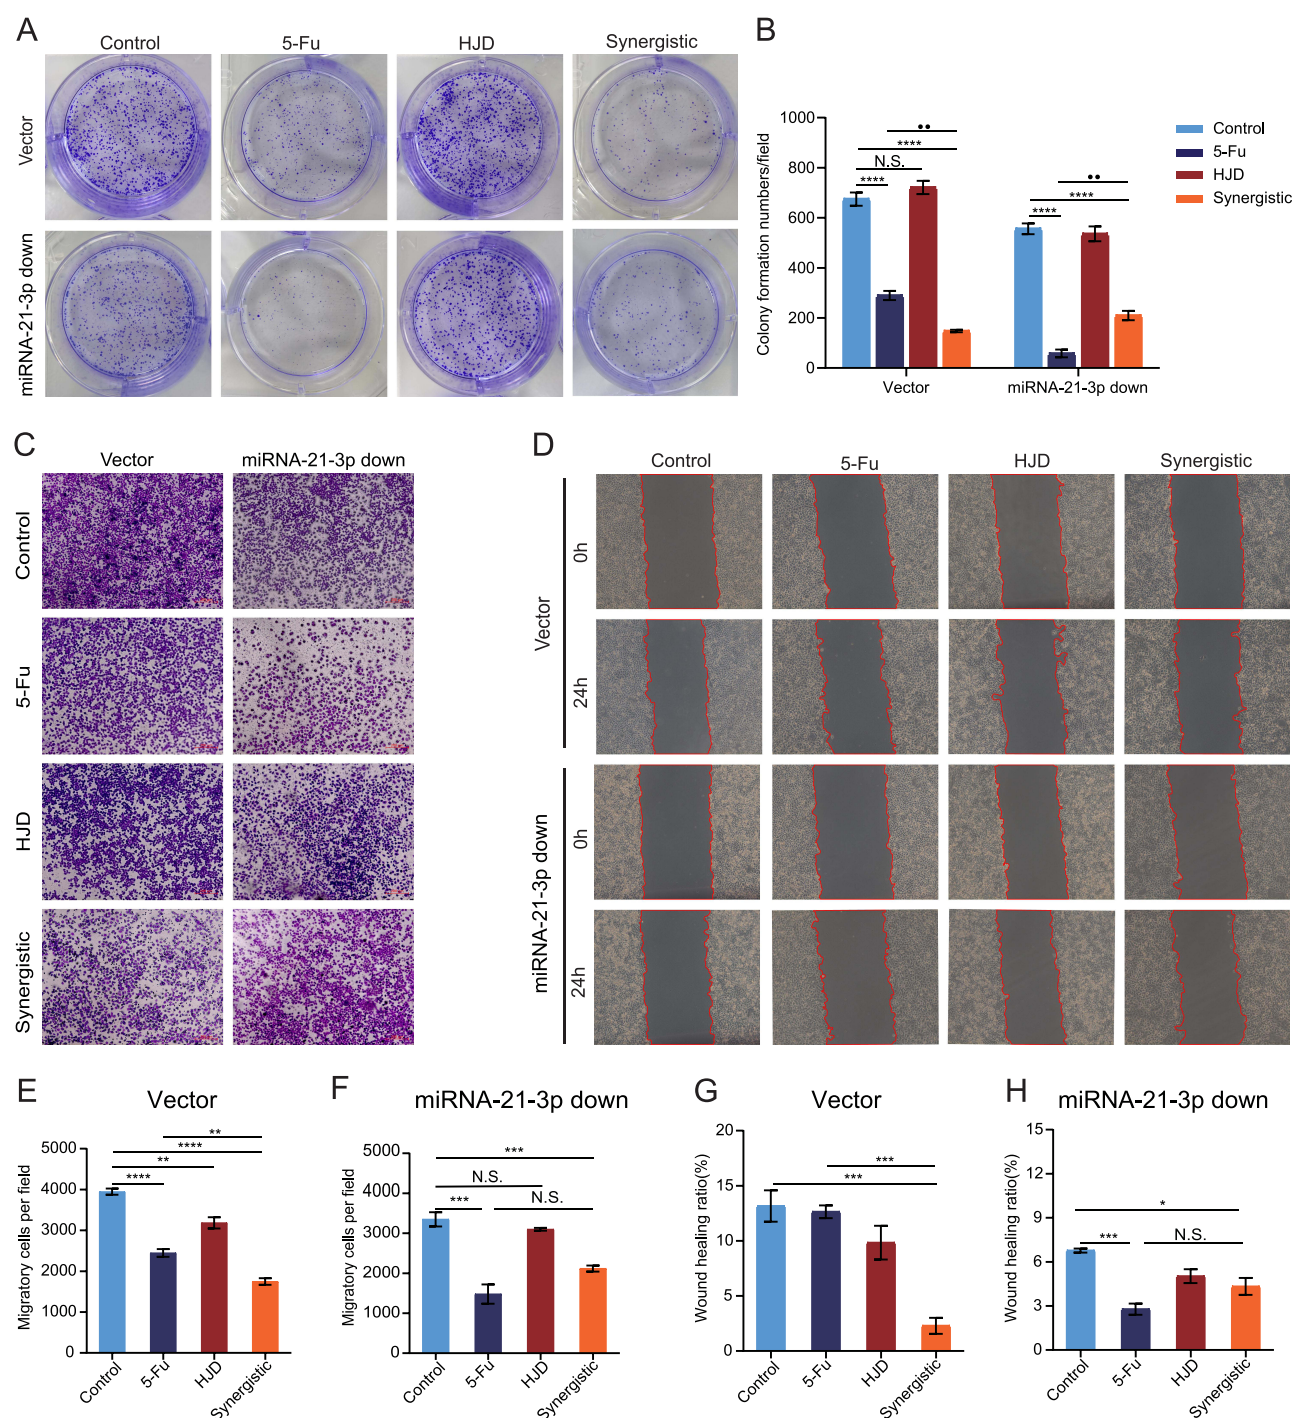 A
Control
5-Fu
HJD
Synergistic
Vector
miRNA-21-3p down
B
Colony formation numbers/field
1000
800
600
400
200
0
••
****
N.S.
****
••
****
****
Vector
miRNA-21-3p down
Control
5-Fu
HJD
Synergistic
C
Vector
miRNA-21-3p down
Control
5-Fu
HJD
Synergistic
D
Control
5-Fu
HJD
Synergistic
Vector
0h
24h
miRNA-21-3p down
0h
24h
E
Vector
Migratory cells per field
5000
4000
3000
2000
1000
0
**
****
**
****
Control
5-Fu
HJD
Synergistic
F
miRNA-21-3p down
Migratory cells per field
5000
4000
3000
2000
1000
0
***
N.S.
***
N.S.
Control
5-Fu
HJD
Synergistic
G
Vector
Wound healing ratio(%)
20
15
10
5
0
***
***
Control
5-Fu
HJD
Synergistic
H
miRNA-21-3p down
Wound healing ratio(%)
15
12
9
6
3
0
*
***
N.S.
Control
5-Fu
HJD
Synergistic